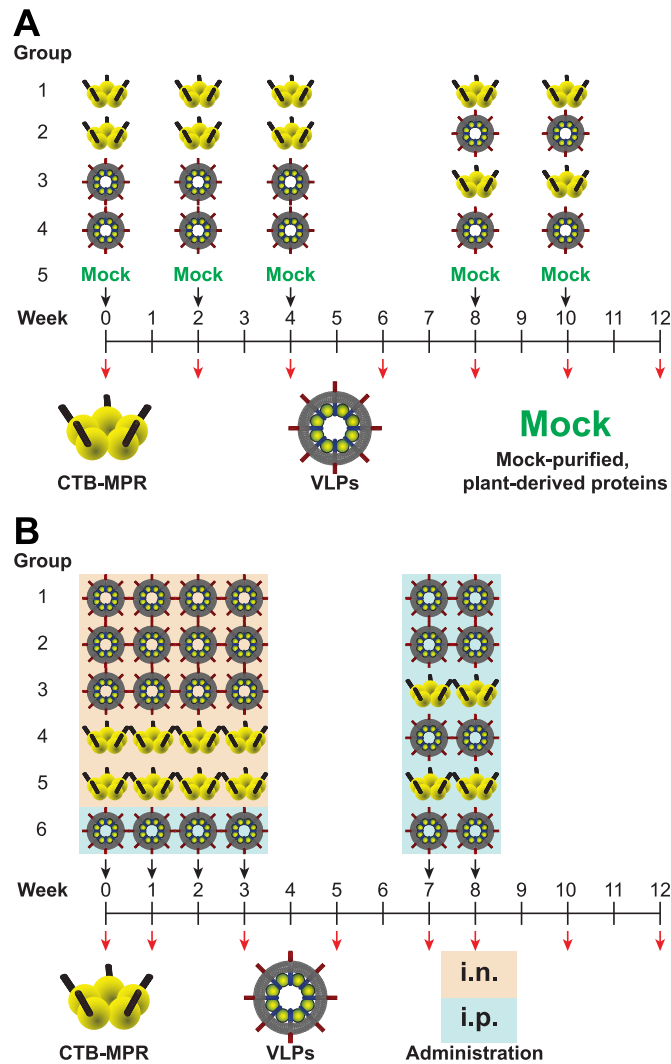 A
Group
1
2
3
4
5 Mock Mock Mock Mock Mock
Week 0 1 2 3 4 5 6 7 8 9 10 11 12
CTB-MPR
VLPs
Mock
Mock-purified,
plant-derived proteins
B
Group
1
2
3
4
5
6
Week 0 1 2 3 4 5 6 7 8 9 10 11 12
CTB-MPR
VLPs
i.n.
i.p.
Administration